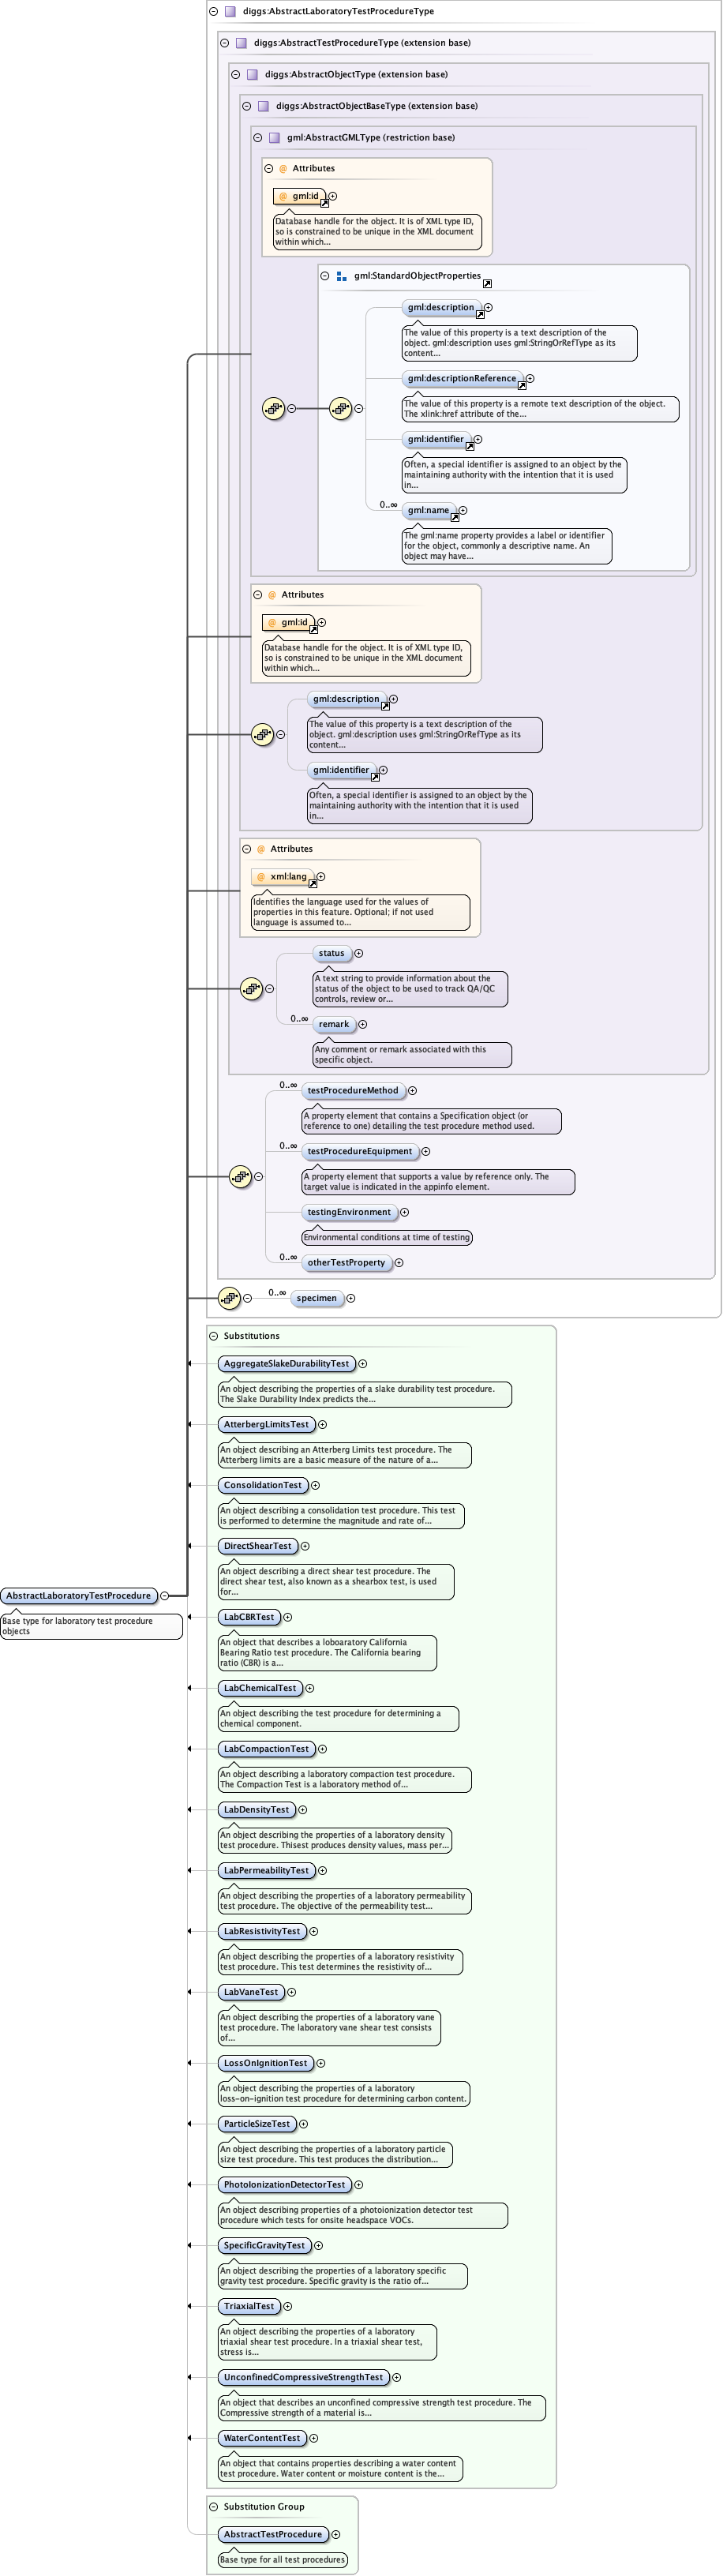 diggs:AbstractLaboratoryTestProcedureType
diggs:AbstractTestProcedureType (extension base)
diggs:AbstractObjectType (extension base)
diggs:AbstractObjectBaseType (extension base)
gml:AbstractGMLType (restriction base)
@ Attributes
@ gml:id
Database handle for the object. It is of XML type ID,
so is constrained to be unique in the XML document
within which...
gml:StandardObjectProperties
gml:description
The value of this property is a text description of the
object. gml:description uses gml:StringOrRefType as its
content...
gml:descriptionReference
The value of this property is a remote text description of the object.
The xlink:href attribute of the...
gml:identifier
Often, a special identifier is assigned to an object by the
maintaining authority with the intention that it is used
in...
0..∞
gml:name
The gml:name property provides a label or identifier
for the object, commonly a descriptive name. An
object may have...
@ Attributes
@ gml:id
Database handle for the object. It is of XML type ID,
so is constrained to be unique in the XML document
within which...
gml:description
The value of this property is a text description of the
object. gml:description uses gml:StringOrRefType as its
content...
gml:identifier
Often, a special identifier is assigned to an object by the
maintaining authority with the intention that it is used
in...
@ Attributes
@ xml:lang
Identifies the language used for the values of
properties in this feature. Optional; if not used
language is assumed to...
status
A text string to provide information about the
status of the object to be used to track QA/QC
controls, review or...
0..∞
remark
Any comment or remark associated with this
specific object.
0..∞
testProcedureMethod
A property element that contains a Specification object (or
reference to one) detailing the test procedure method used.
0..∞
testProcedureEquipment
A property element that supports a value by reference only. The
target value is indicated in the appinfo element.
testingEnvironment
Environmental conditions at time of testing
0..∞
otherTestProperty
0..∞
specimen
Substitutions
AggregateSlakeDurabilityTest
An object describing the properties of a slake durability test procedure.
The Slake Durability Index predicts the...
AtterbergLimitsTest
An object describing an Atterberg Limits test procedure. The
Atterberg limits are a basic measure of the nature of a...
ConsolidationTest
An object describing a consolidation test procedure. This test
is performed to determine the magnitude and rate of...
DirectShearTest
An object describing a direct shear test procedure. The
direct shear test, also known as a shearbox test, is used
for...
AbstractLaboratoryTestProcedure
Base type for laboratory test procedure
objects
LabCBRTest
An object that describes a loboaratory California
Bearing Ratio test procedure. The California bearing
ratio (CBR) is a...
LabChemicalTest
An object describing the test procedure for determining a
chemical component.
LabCompactionTest
An object describing a laboratory compaction test procedure.
The Compaction Test is a laboratory method of...
LabDensityTest
An object describing the properties of a laboratory density
test procedure. Thisest produces density values, mass per...
LabPermeabilityTest
An object describing the properties of a laboratory permeability
test procedure. The objective of the permeability test...
LabResistivityTest
An object describing the properties of a laboratory resistivity
test procedure. This test determines the resistivity of...
LabVaneTest
An object describing the properties of a laboratory vane
test procedure. The laboratory vane shear test consists
of...
LossOnIgnitionTest
An object describing the properties of a laboratory
loss-on-ignition test procedure for determining carbon content.
ParticleSizeTest
An object describing the properties of a laboratory particle
size test procedure. This test produces the distribution...
PhotoIonizationDetectorTest
An object describing properties of a photoionization detector test
procedure which tests for onsite headspace VOCs.
SpecificGravityTest
An object describing the properties of a laboratory specific
gravity test procedure. Specific gravity is the ratio of...
TriaxialTest
An object describing the properties of a laboratory
triaxial shear test procedure. In a triaxial shear test,
stress is...
UnconfinedCompressiveStrengthTest
An object that describes an unconfined compressive strength test procedure. The
Compressive strength of a material is...
WaterContentTest
An object that contains properties describing a water content
test procedure. Water content or moisture content is the...
Substitution Group
AbstractTestProcedure
Base type for all test procedures